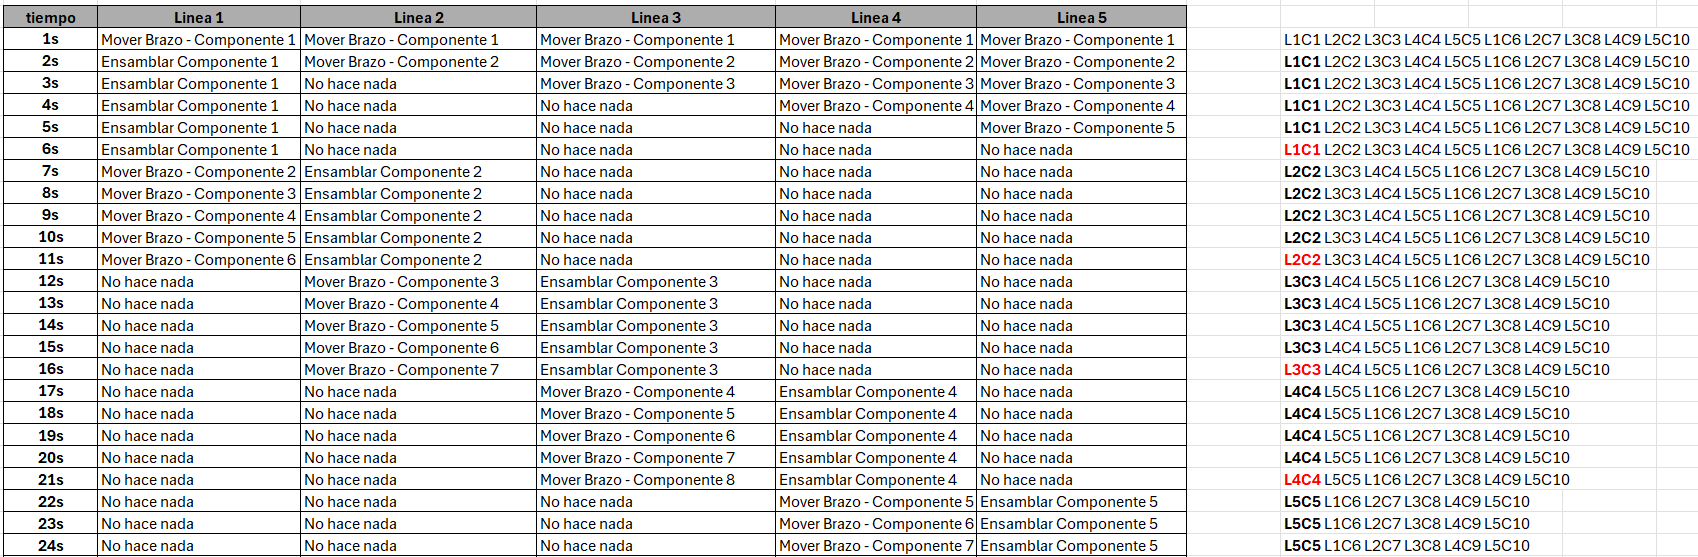 tiempo Linea 1 Linea 2 Linea 3 Linea 4 Linea 5
1s Mover Brazo - Componente 1 Mover Brazo - Componente 1 Mover Brazo - Componente 1 Mover Brazo - Componente 1 Mover Brazo - Componente 1 L1C1 L2C2 L3C3 L4C4 L5C5 L1C6 L2C7 L3C8 L4C9 L5C10
2s Ensamblar Componente 1 Mover Brazo - Componente 2 Mover Brazo - Componente 2 Mover Brazo - Componente 2 Mover Brazo - Componente 2 L1C1 L2C2 L3C3 L4C4 L5C5 L1C6 L2C7 L3C8 L4C9 L5C10
3s Ensamblar Componente 1 No hace nada Mover Brazo - Componente 3 Mover Brazo - Componente 3 Mover Brazo - Componente 3 L1C1 L2C2 L3C3 L4C4 L5C5 L1C6 L2C7 L3C8 L4C9 L5C10
4s Ensamblar Componente 1 No hace nada No hace nada Mover Brazo - Componente 4 Mover Brazo - Componente 4 L1C1 L2C2 L3C3 L4C4 L5C5 L1C6 L2C7 L3C8 L4C9 L5C10
5s Ensamblar Componente 1 No hace nada No hace nada No hace nada Mover Brazo - Componente 5 L1C1 L2C2 L3C3 L4C4 L5C5 L1C6 L2C7 L3C8 L4C9 L5C10
6s Ensamblar Componente 1 No hace nada No hace nada No hace nada No hace nada L1C1 L2C2 L3C3 L4C4 L5C5 L1C6 L2C7 L3C8 L4C9 L5C10
7s Mover Brazo - Componente 2 Ensamblar Componente 2 No hace nada No hace nada No hace nada L2C2 L3C3 L4C4 L5C5 L1C6 L2C7 L3C8 L4C9 L5C10
8s Mover Brazo - Componente 3 Ensamblar Componente 2 No hace nada No hace nada No hace nada L2C2 L3C3 L4C4 L5C5 L1C6 L2C7 L3C8 L4C9 L5C10
9s Mover Brazo - Componente 4 Ensamblar Componente 2 No hace nada No hace nada No hace nada L2C2 L3C3 L4C4 L5C5 L1C6 L2C7 L3C8 L4C9 L5C10
10s Mover Brazo - Componente 5 Ensamblar Componente 2 No hace nada No hace nada No hace nada L2C2 L3C3 L4C4 L5C5 L1C6 L2C7 L3C8 L4C9 L5C10
11s Mover Brazo - Componente 6 Ensamblar Componente 2 No hace nada No hace nada No hace nada L2C2 L3C3 L4C4 L5C5 L1C6 L2C7 L3C8 L4C9 L5C10
12s No hace nada Mover Brazo - Componente 3 Ensamblar Componente 3 No hace nada No hace nada L3C3 L4C4 L5C5 L1C6 L2C7 L3C8 L4C9 L5C10
13s No hace nada Mover Brazo - Componente 4 Ensamblar Componente 3 No hace nada No hace nada L3C3 L4C4 L5C5 L1C6 L2C7 L3C8 L4C9 L5C10
14s No hace nada Mover Brazo - Componente 5 Ensamblar Componente 3 No hace nada No hace nada L3C3 L4C4 L5C5 L1C6 L2C7 L3C8 L4C9 L5C10
15s No hace nada Mover Brazo - Componente 6 Ensamblar Componente 3 No hace nada No hace nada L3C3 L4C4 L5C5 L1C6 L2C7 L3C8 L4C9 L5C10
16s No hace nada Mover Brazo - Componente 7 Ensamblar Componente 3 No hace nada No hace nada L3C3 L4C4 L5C5 L1C6 L2C7 L3C8 L4C9 L5C10
17s No hace nada No hace nada Mover Brazo - Componente 4 Ensamblar Componente 4 No hace nada L4C4 L5C5 L1C6 L2C7 L3C8 L4C9 L5C10
18s No hace nada No hace nada Mover Brazo - Componente 5 Ensamblar Componente 4 No hace nada L4C4 L5C5 L1C6 L2C7 L3C8 L4C9 L5C10
19s No hace nada No hace nada Mover Brazo - Componente 6 Ensamblar Componente 4 No hace nada L4C4 L5C5 L1C6 L2C7 L3C8 L4C9 L5C10
20s No hace nada No hace nada Mover Brazo - Componente 7 Ensamblar Componente 4 No hace nada L4C4 L5C5 L1C6 L2C7 L3C8 L4C9 L5C10
21s No hace nada No hace nada Mover Brazo - Componente 8 Ensamblar Componente 4 No hace nada L4C4 L5C5 L1C6 L2C7 L3C8 L4C9 L5C10
22s No hace nada No hace nada No hace nada Mover Brazo - Componente 5 Ensamblar Componente 5 L5C5 L1C6 L2C7 L3C8 L4C9 L5C10
23s No hace nada No hace nada No hace nada Mover Brazo - Componente 6 Ensamblar Componente 5 L5C5 L1C6 L2C7 L3C8 L4C9 L5C10
24s No hace nada No hace nada No hace nada Mover Brazo - Componente 7 Ensamblar Componente 5 L5C5 L1C6 L2C7 L3C8 L4C9 L5C10